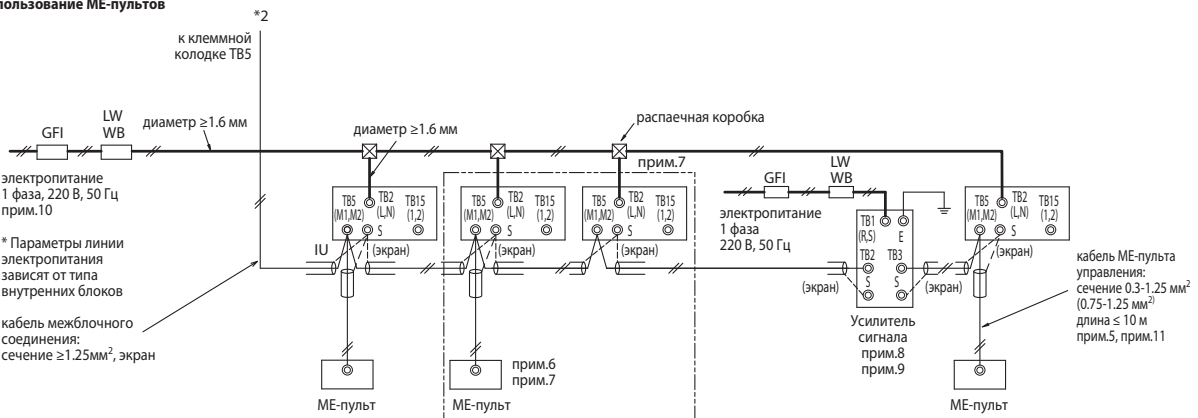 пользование МЕ-пультов
*2
к клеммной
колодке TB5
GFI
LW
WB
диаметр ≥1.6 мм
диаметр ≥1.6 мм
распаечная коробка
прим.7
электропитание
1 фаза, 220 В, 50 Гц
прим.10
* Параметры линии
электропитания
зависят от типа
внутренних блоков
кабель межблочного
соединения:
сечение ≥1.25мм², экран
IU
TB5
(M1,M2)
TB2
(L,N)
TB15
(1,2)
S
(экран)
МЕ-пульт
TB5
(M1,M2)
TB2
(L,N)
TB15
(1,2)
S
(экран)
МЕ-пульт
прим.6
прим.7
TB5
(M1,M2)
TB2
(L,N)
TB15
(1,2)
S
(экран)
GFI
LW
WB
электропитание
1 фаза
220 В, 50 Гц
TB1
(R,S)
E
TB2
TB3
S
S
(экран)
(экран)
Усилитель
сигнала
прим.8
прим.9
TB5
(M1,M2)
TB2
(L,N)
TB15
(1,2)
S
(экран)
МЕ-пульт
кабель МЕ-пульта
управления:
сечение 0.3-1.25 мм²
(0.75-1.25 мм²⁾
длина ≤ 10 м
прим.5, прим.11